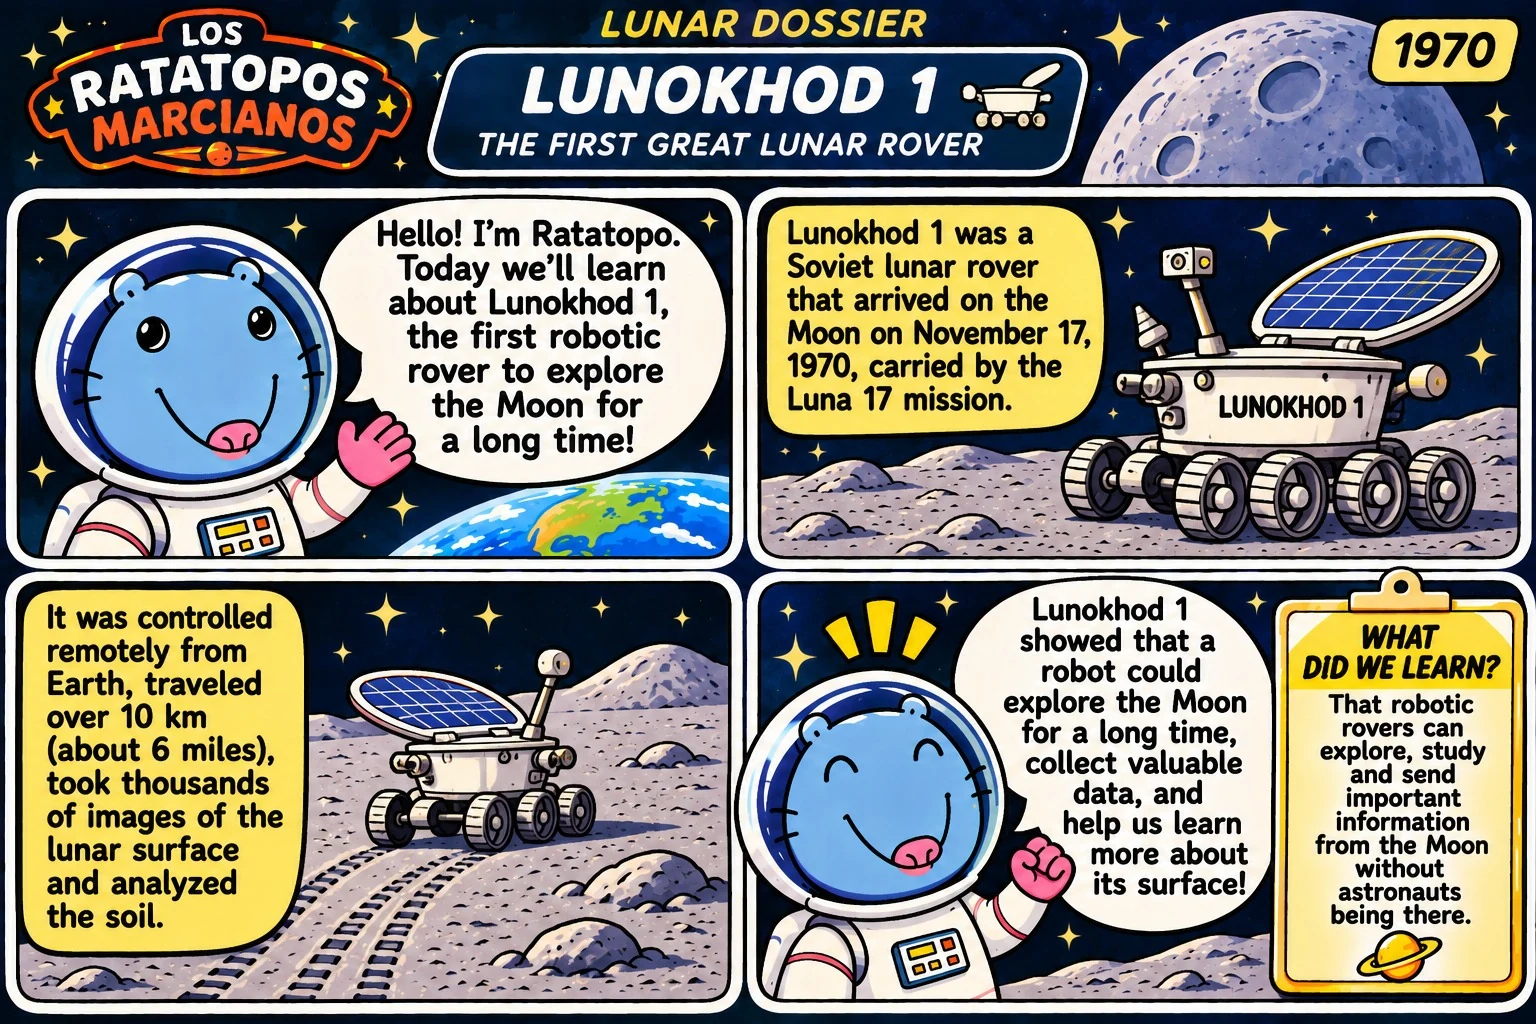 LOS
RATATOPOS
MARCIANOS
LUNAR DOSSIER
LUNOKHOD 1
THE FIRST GREAT LUNAR ROVER
1970
Hello! I'm Ratatopo.
Today we'll learn
about Lunokhod 1,
the first robotic
rover to explore
the Moon for
a long time!
Lunokhod 1 was a
Soviet lunar rover
that arrived on the
Moon on November 17,
1970, carried by the
Luna 17 mission.
LUNOKHOD 1
It was controlled
remotely from
Earth, traveled
over 10 km
(about 6 miles),
took thousands
of images of the
lunar surface
and analyzed
the soil.
Lunokhod 1
showed that a
robot could
explore the Moon
for a long time,
collect valuable
data, and
help us learn
more about
its surface!
WHAT
DID WE LEARN?
That robotic
rovers can
explore, study
and send
important
information
from the Moon
without
astronauts
being there.